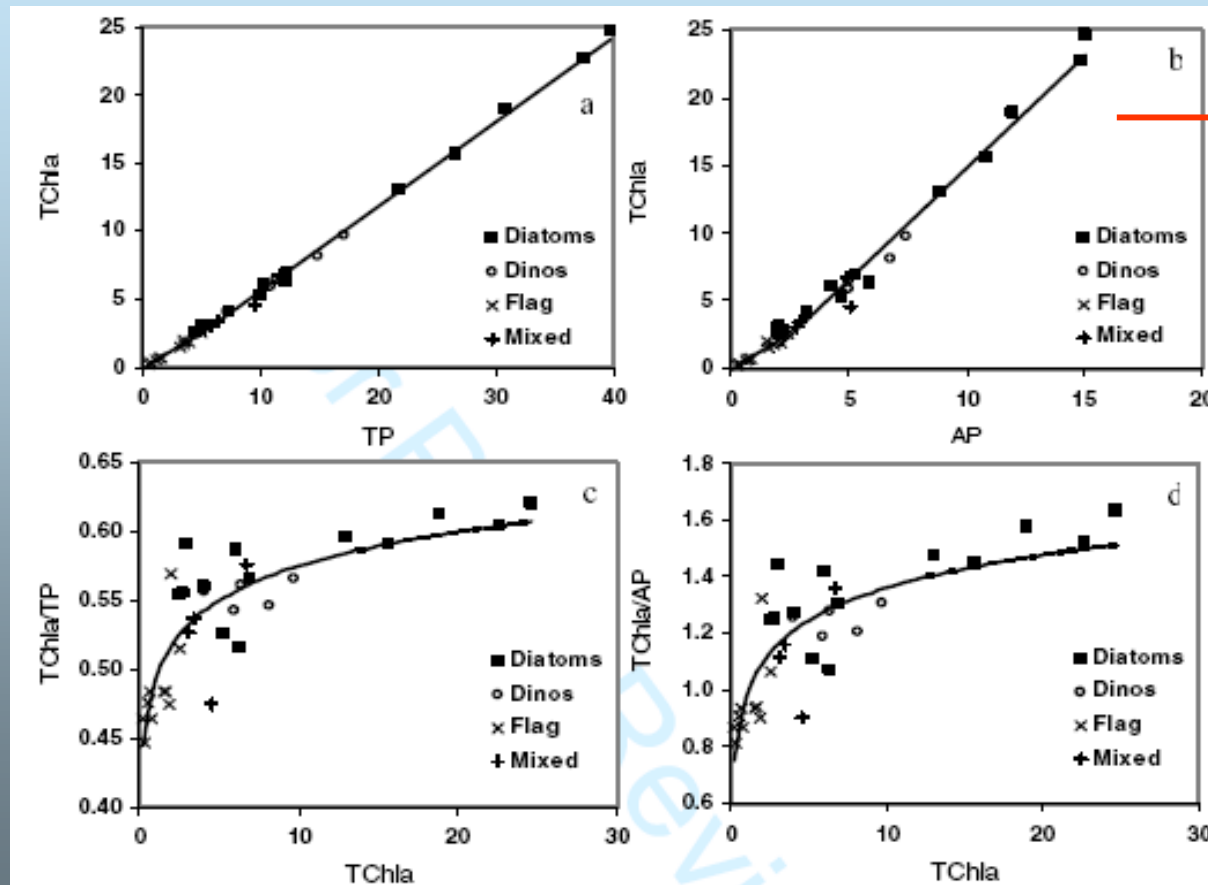 25
20
15
10
5
0
TChla
a
Diatoms
Dinos
Flag
Mixed
0 10 20 30 40
TP
25
20
15
10
5
0
TChla
b
Diatoms
Dinos
Flag
Mixed
0 5 10 15 20
AP
0.65
0.60
0.55
0.50
0.45
0.40
TChla/TP
c
Diatoms
Dinos
Flag
Mixed
0 10 20 30
TChla
1.8
1.6
1.4
1.2
1.0
0.8
0.6
TChla/AP
d
Diatoms
Dinos
Flag
Mixed
0 10 20 30
TChla